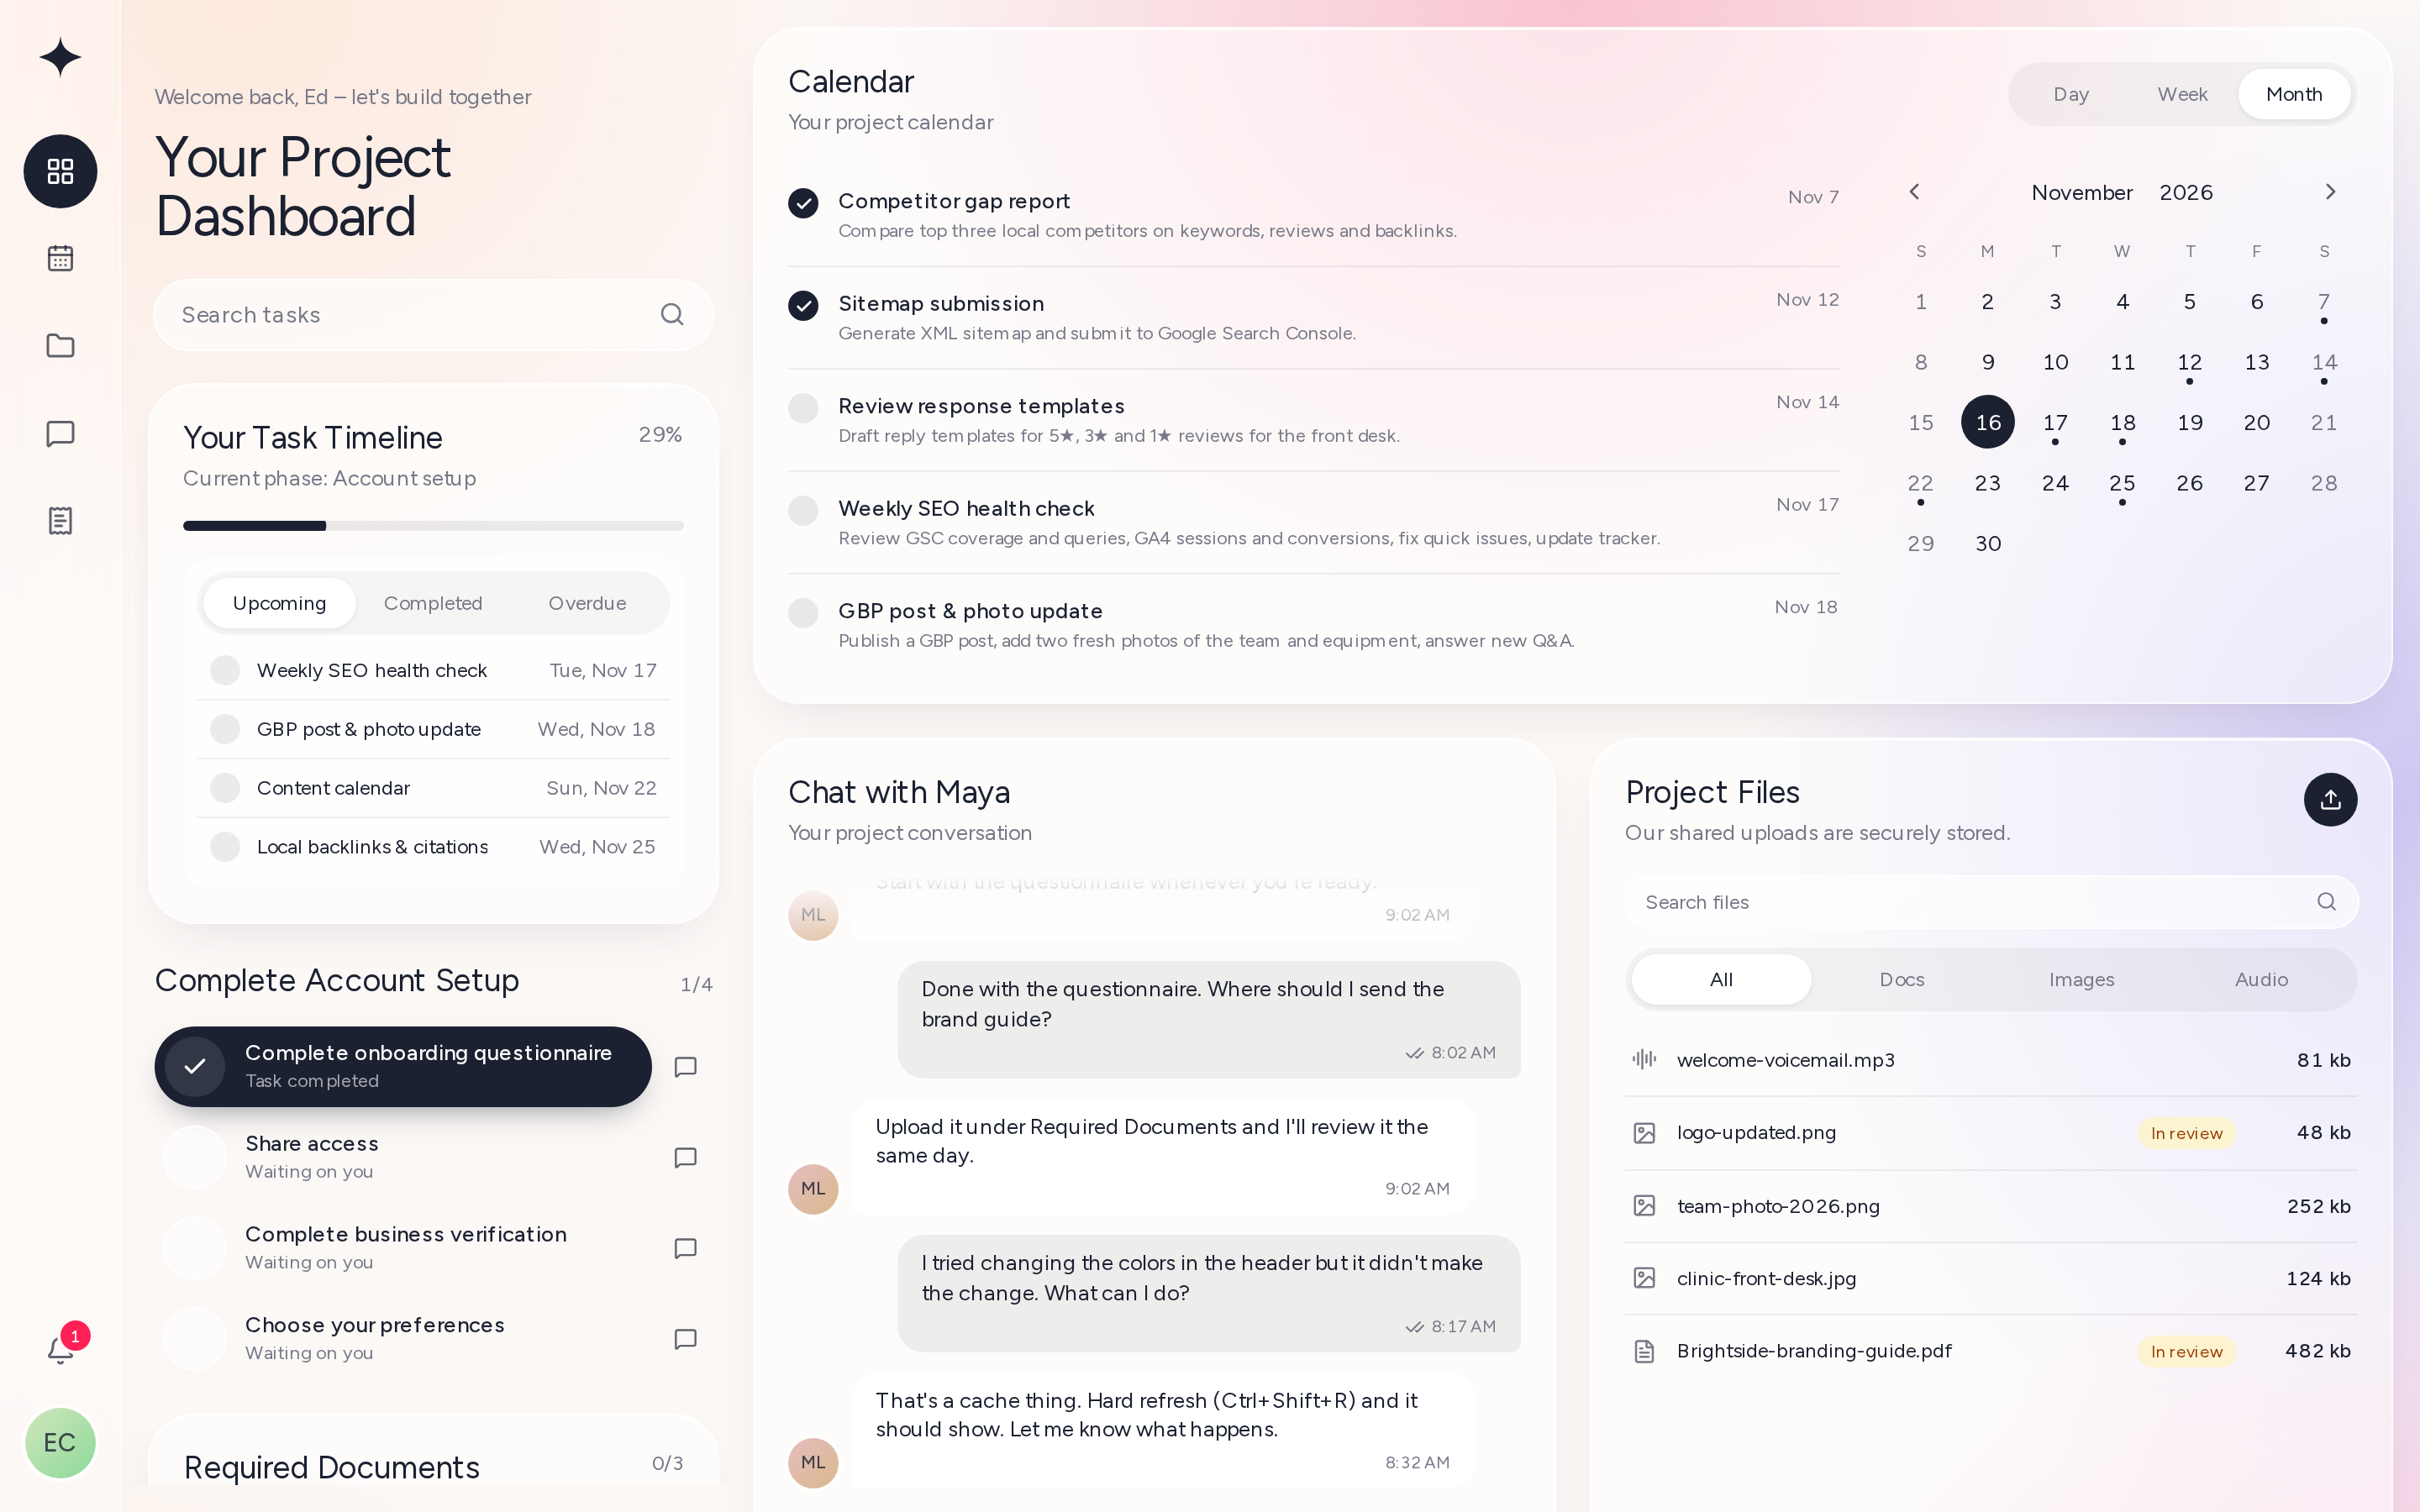 Welcome back, Ed – let's build together
Your Project
Dashboard
Search tasks
Your Task Timeline
29%
Current phase: Account setup
Upcoming
Completed
Overdue
Weekly SEO health check
Tue, Nov 17
GBP post & photo update
Wed, Nov 18
Content calendar
Sun, Nov 22
Local backlinks & citations
Wed, Nov 25
Complete Account Setup
1/4
Complete onboarding questionnaire
Task completed
Share access
Waiting on you
Complete business verification
Waiting on you
Choose your preferences
Waiting on you
Required Documents
0/3
1
EC
Calendar
Your project calendar
Day
Week
Month
Competitor gap report
Nov 7
Compare top three local competitors on keywords, reviews and backlinks.
Sitemap submission
Nov 12
Generate XML sitemap and submit to Google Search Console.
Review response templates
Nov 14
Draft reply templates for 5★, 3★ and 1★ reviews for the front desk.
Weekly SEO health check
Nov 17
Review GSC coverage and queries, GA4 sessions and conversions, fix quick issues, update tracker.
GBP post & photo update
Nov 18
Publish a GBP post, add two fresh photos of the team and equipment, answer new Q&A.
November 2026
S M T W T F S
1 2 3 4 5 6 7
8 9 10 11 12 13 14
15 16 17 18 19 20 21
22 23 24 25 26 27 28
29 30
Chat with Maya
Your project conversation
Start with the questionnaire whenever you're ready.
ML
9:02 AM
Done with the questionnaire. Where should I send the
brand guide?
8:02 AM
Upload it under Required Documents and I'll review it the
same day.
ML
9:02 AM
I tried changing the colors in the header but it didn't make
the change. What can I do?
8:17 AM
That's a cache thing. Hard refresh (Ctrl+Shift+R) and it
should show. Let me know what happens.
ML
8:32 AM
Project Files
Our shared uploads are securely stored.
Search files
All
Docs
Images
Audio
welcome-voicemail.mp3
81 kb
logo-updated.png
In review
48 kb
team-photo-2026.png
252 kb
clinic-front-desk.jpg
124 kb
Brightside-branding-guide.pdf
In review
482 kb